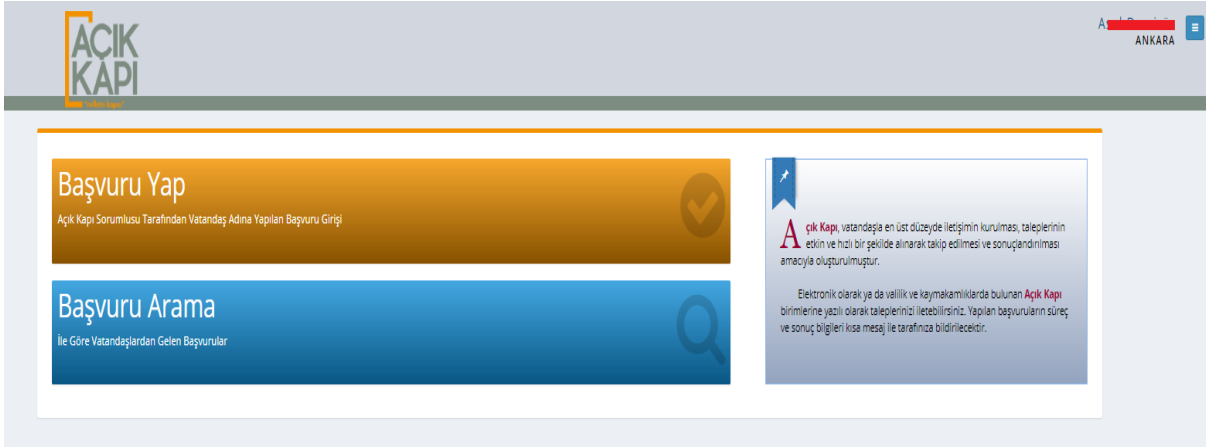 AÇIK
KAPI
ANKARA
Başvuru Yap
Açık Kapı Sorumlusu Tarafından Vatandaş Adına Yapılan Başvuru Girişi
Başvuru Arama
İle Göre Vatandaşlardan Gelen Başvurular
Açık Kapı, vatandaşla en üst düzeyde iletişimin kurulması, taleplerinin
etkin ve hızlı bir şekilde alınarak takip edilmesi ve sonuçlandırılması
amacıyla oluşturulmuştur.
Elektronik olarak ya da valilik ve kaymakamlıklarda bulunan Açık Kapı
birimlerine yazılı olarak taleplerinizi iletebilirsiniz. Yapılan başvuruların süreç
ve sonuç bilgileri kısa mesaj ile tarafınıza bildirilecektir.